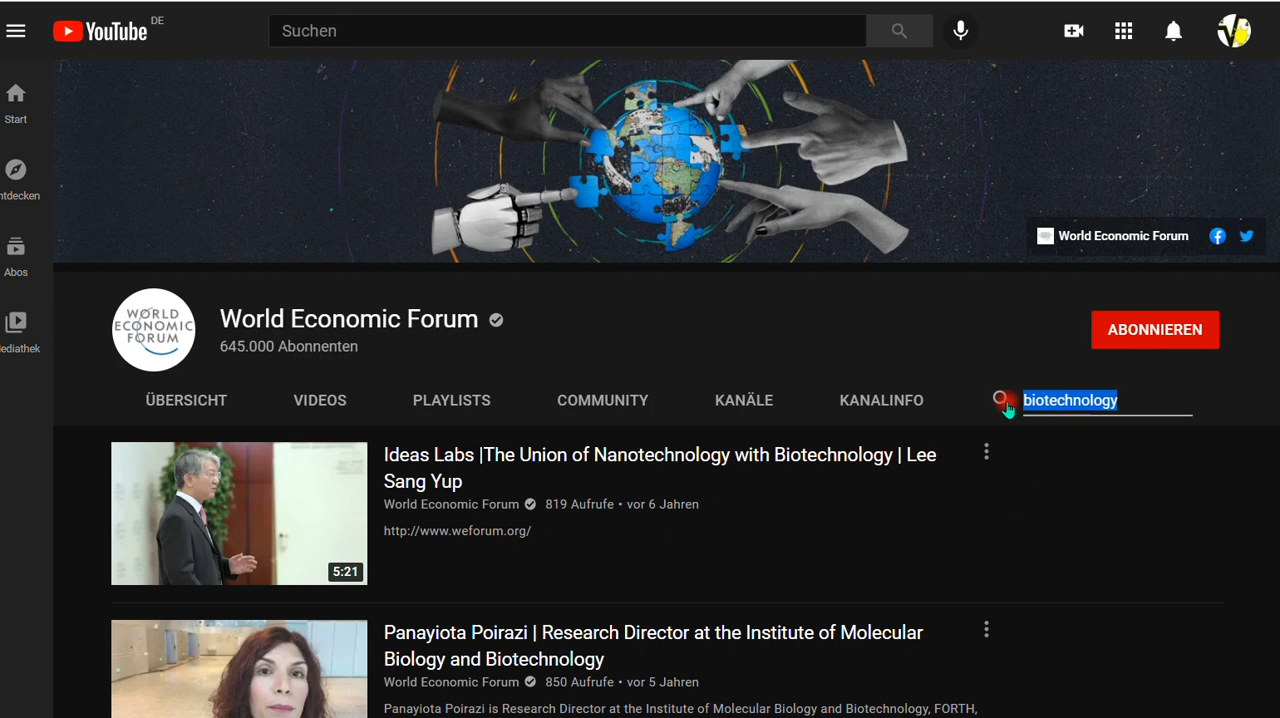 YouTube DE
Suchen
Start
ntdecken
Abos
ediathek
World Economic Forum
WORLD
ECONOMIC
FORUM
World Economic Forum
645.000 Abonnenten
ABONNIEREN
ÜBERSICHT VIDEOS PLAYLISTS COMMUNITY KANÄLE KANALINFO biotechnology
5:21
Ideas Labs |The Union of Nanotechnology with Biotechnology | Lee
Sang Yup
World Economic Forum 819 Aufrufe • vor 6 Jahren
http://www.weforum.org/
Panayiota Poirazi | Research Director at the Institute of Molecular
Biology and Biotechnology
World Economic Forum 850 Aufrufe • vor 5 Jahren
Panayiota Poirazi is Research Director at the Institute of Molecular Biology and Biotechnology, FORTH,